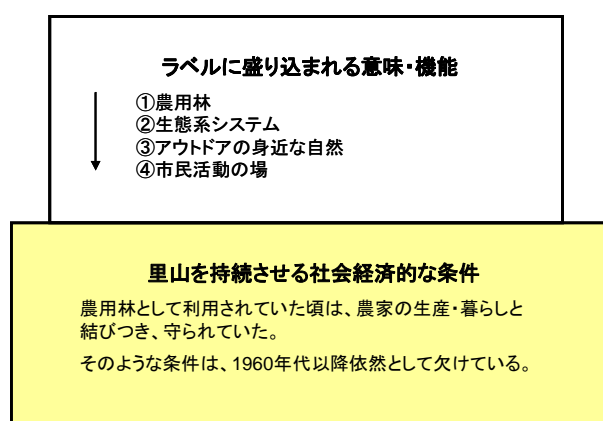 ラベルに盛り込まれる意味・機能
①農用林
②生態系システム
③アウトドアの身近な自然
④市民活動の場
里山を持続させる社会経済的な条件
農用林として利用されていた頃は、農家の生産・暮らしと
結びつき、守られていた。
そのような条件は、1960年代以降依然として欠けている。